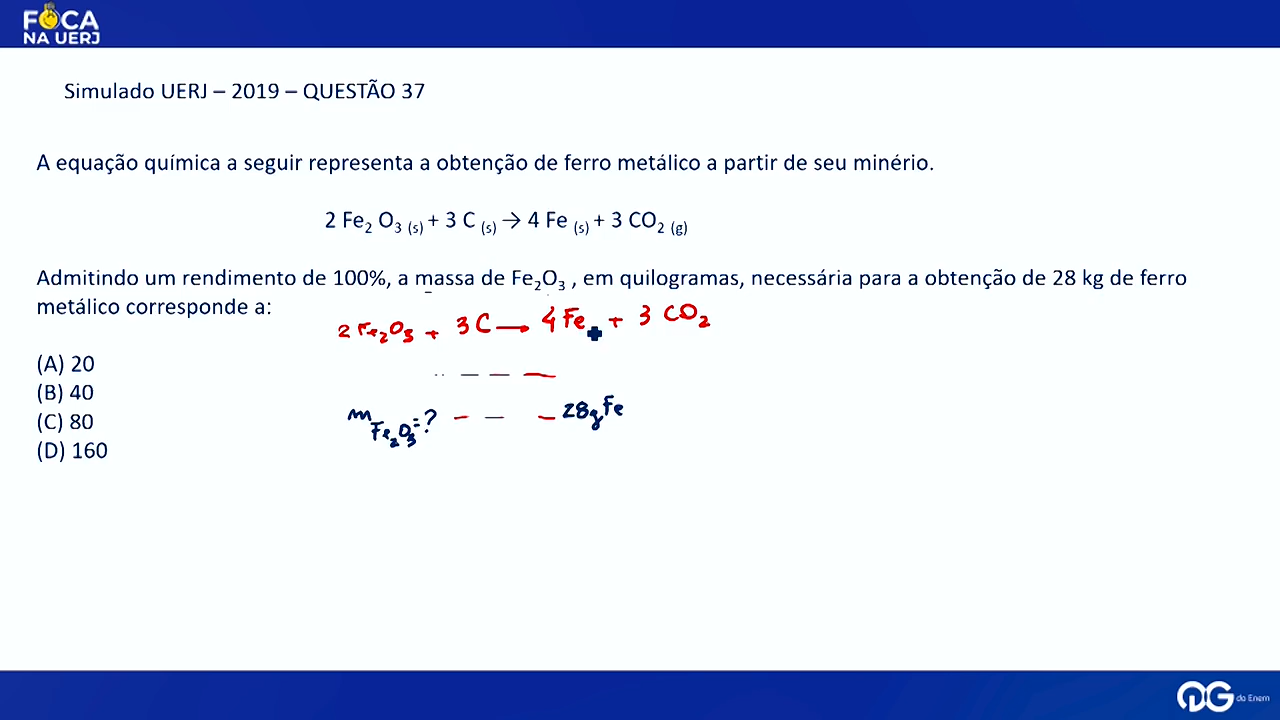 FOCA
NA UERJ
Simulado UERJ – 2019 – QUESTÃO 37
A equação química a seguir representa a obtenção de ferro metálico a partir de seu minério.
2 Fe₂ O₃ (s) + 3 C (s) → 4 Fe (s) + 3 CO₂ (g)
Admitindo um rendimento de 100%, a massa de Fe₂O₃ , em quilogramas, necessária para a obtenção de 28 kg de ferro
metálico corresponde a:
2 Fe₂O₃ + 3 C → 4 Fe + 3 CO₂
(A) 20
(B) 40
(C) 80
(D) 160
m Fe₂O₃ = ? 28g Fe
QG do Enem